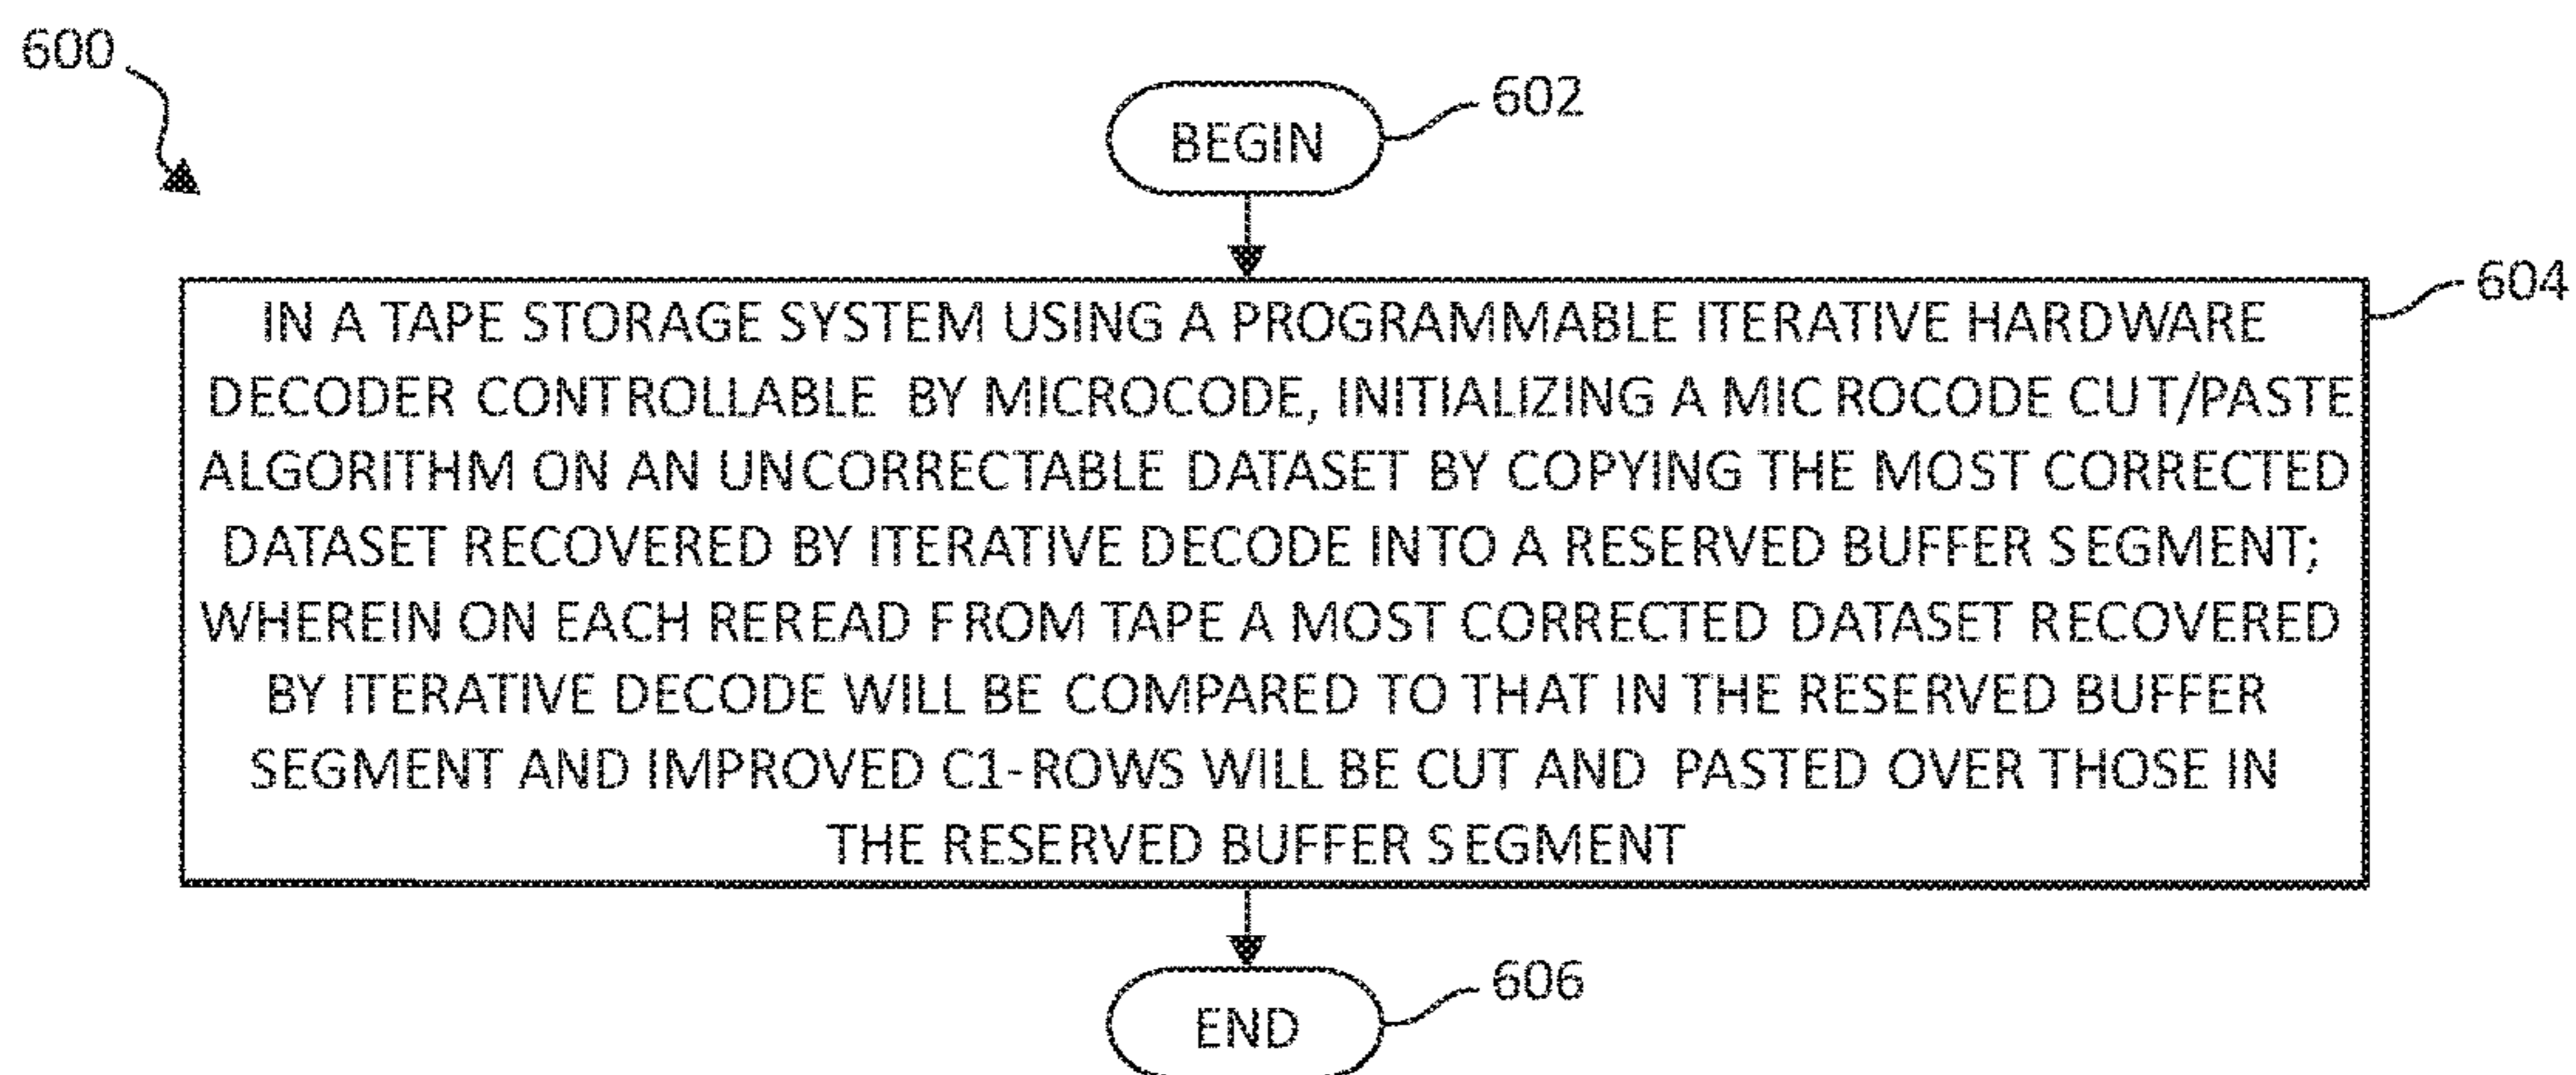 600
BEGIN
602
604
IN A TAPE STORAGE SYSTEM USING A PROGRAMMABLE ITERATIVE HARDWARE
DECODER CONTROLLABLE BY MICROCODE, INITIALIZING A MICROCODE CUT/PASTE
ALGORITHM ON AN UNCORRECTABLE DATASET BY COPYING THE MOST CORRECTED
DATASET RECOVERED BY ITERATIVE DECODE INTO A RESERVED BUFFER SEGMENT;
WHEREIN ON EACH REREAD FROM TAPE A MOST CORRECTED DATASET RECOVERED
BY ITERATIVE DECODE WILL BE COMPARED TO THAT IN THE RESERVED BUFFER
SEGMENT AND IMPROVED C1-ROWS WILL BE CUT AND PASTED OVER THOSE IN
THE RESERVED BUFFER SEGMENT
END
606